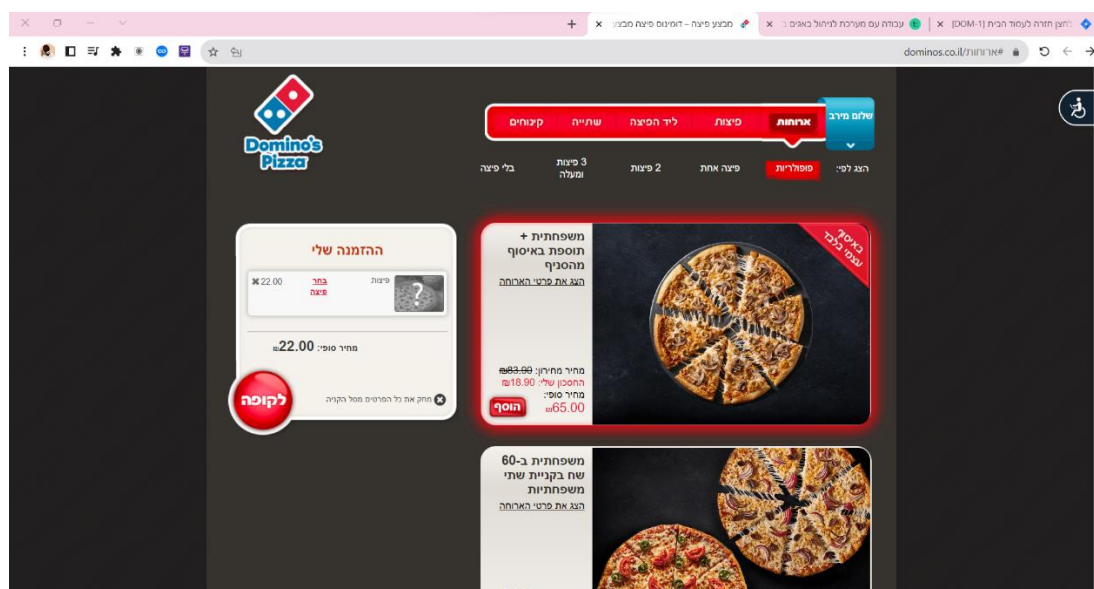 לחצן חזרה לעמוד הבית [DOM-1]
עבודה עם מערכת לניהול באגים
מבצע פיצה – דומינוס פיצה מבצע
dominos.co.il/ארוחות#
שלום מירב
ארוחות
פיצות
ליד הפיצה
שתייה
קינוחים
Domino's
Pizza
הצג לפי:
פופולריות
פיצה אחת
2 פיצות
3 פיצות
ומעלה
בלי פיצה
באיסוף
עצמי בלבד
משפחתית +
תוספת באיסוף
מהסניף
הצג את פרטי הארוחה
מחיר מחירון: ₪83.90
החסכון שלי: ₪18.90
מחיר סופי:
₪65.00
הוסף
ההזמנה שלי
פיצות
בחר
פיצה
22.00
מחיר סופי: ₪22.00
מחק את כל הפרטים מסל הקניה
לקופה
משפחתית ב-60
שח בקניית שתי
משפחתיות
הצג את פרטי הארוחה